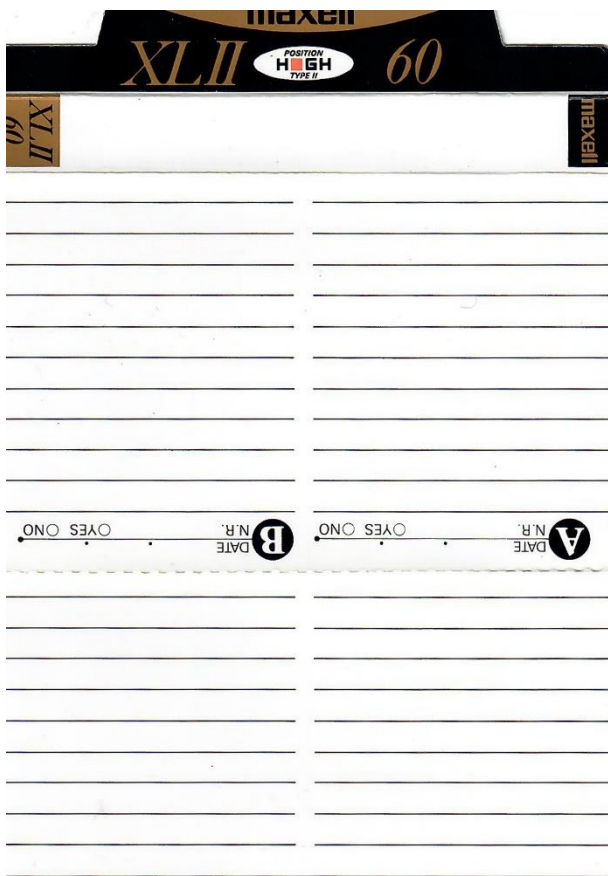 maxell
XL II POSITION HIGH TYPE II 60
XL II 60
maxell
B DATE N.R. YES NO
A DATE N.R. YES NO